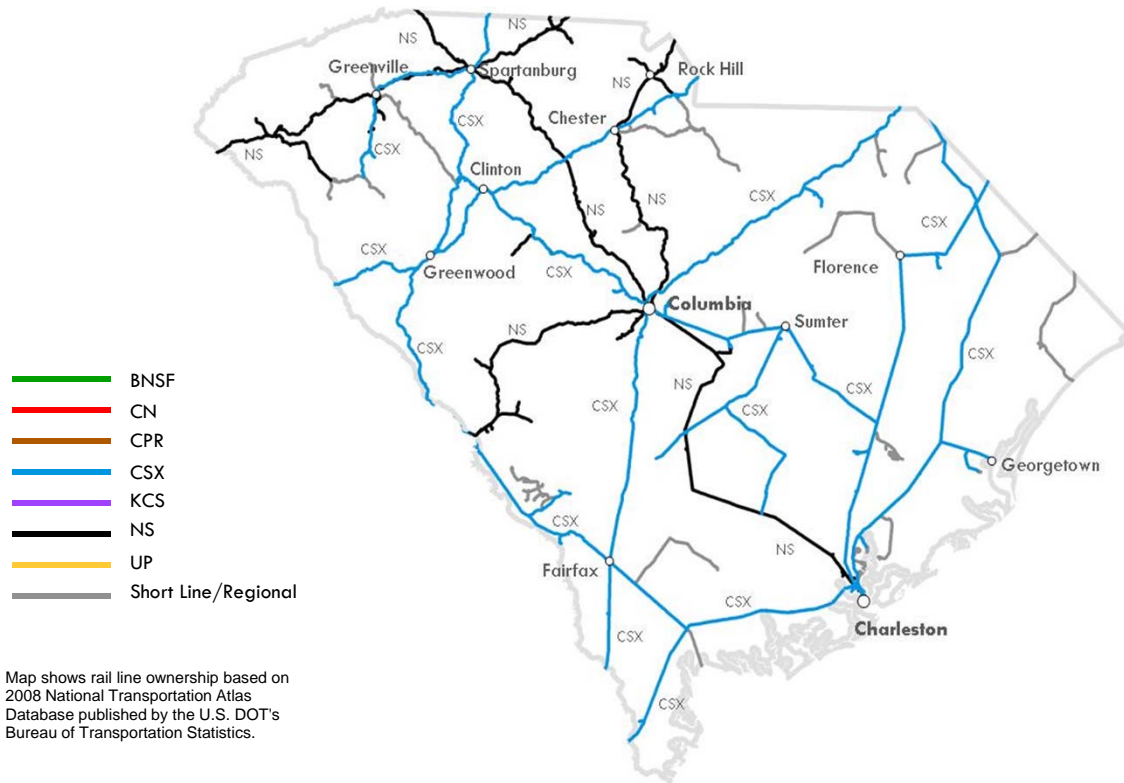 NS
NS
Greenville
Spartanburg
Rock Hill
NS
CSX
Chester
NS
CSX
Clinton
CSX
NS
NS
CSX
CSX
Greenwood
CSX
Florence
Columbia
Sumter
NS
CSX
CSX
NS
CSX
CSX
CSX
Georgetown
CSX
NS
Fairfax
CSX
Charleston
CSX
CSX
BNSF
CN
CPR
CSX
KCS
NS
UP
Short Line/Regional
Map shows rail line ownership based on
2008 National Transportation Atlas
Database published by the U.S. DOT's
Bureau of Transportation Statistics.